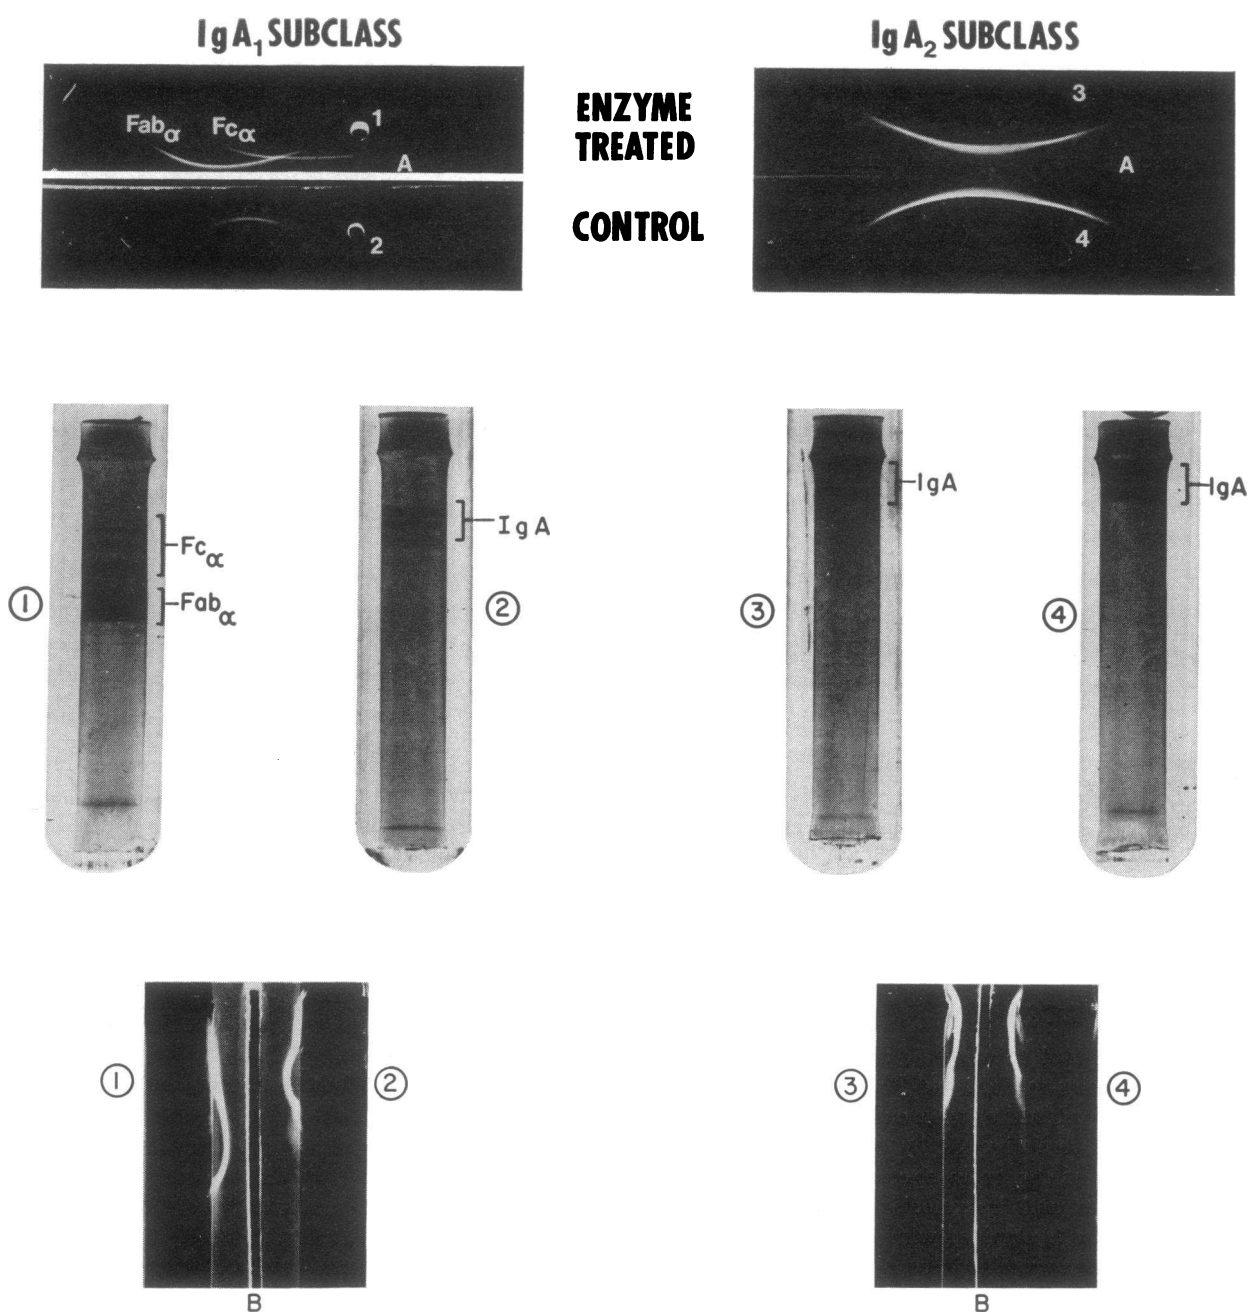 IgA₁ SUBCLASS
IgA₂ SUBCLASS
ENZYME
TREATED
CONTROL
Fabα
Fcα
1
A
2
3
A
4
Fcα
Fabα
①
IgA
②
IgA
③
IgA
④
①
②
B
③
④
B